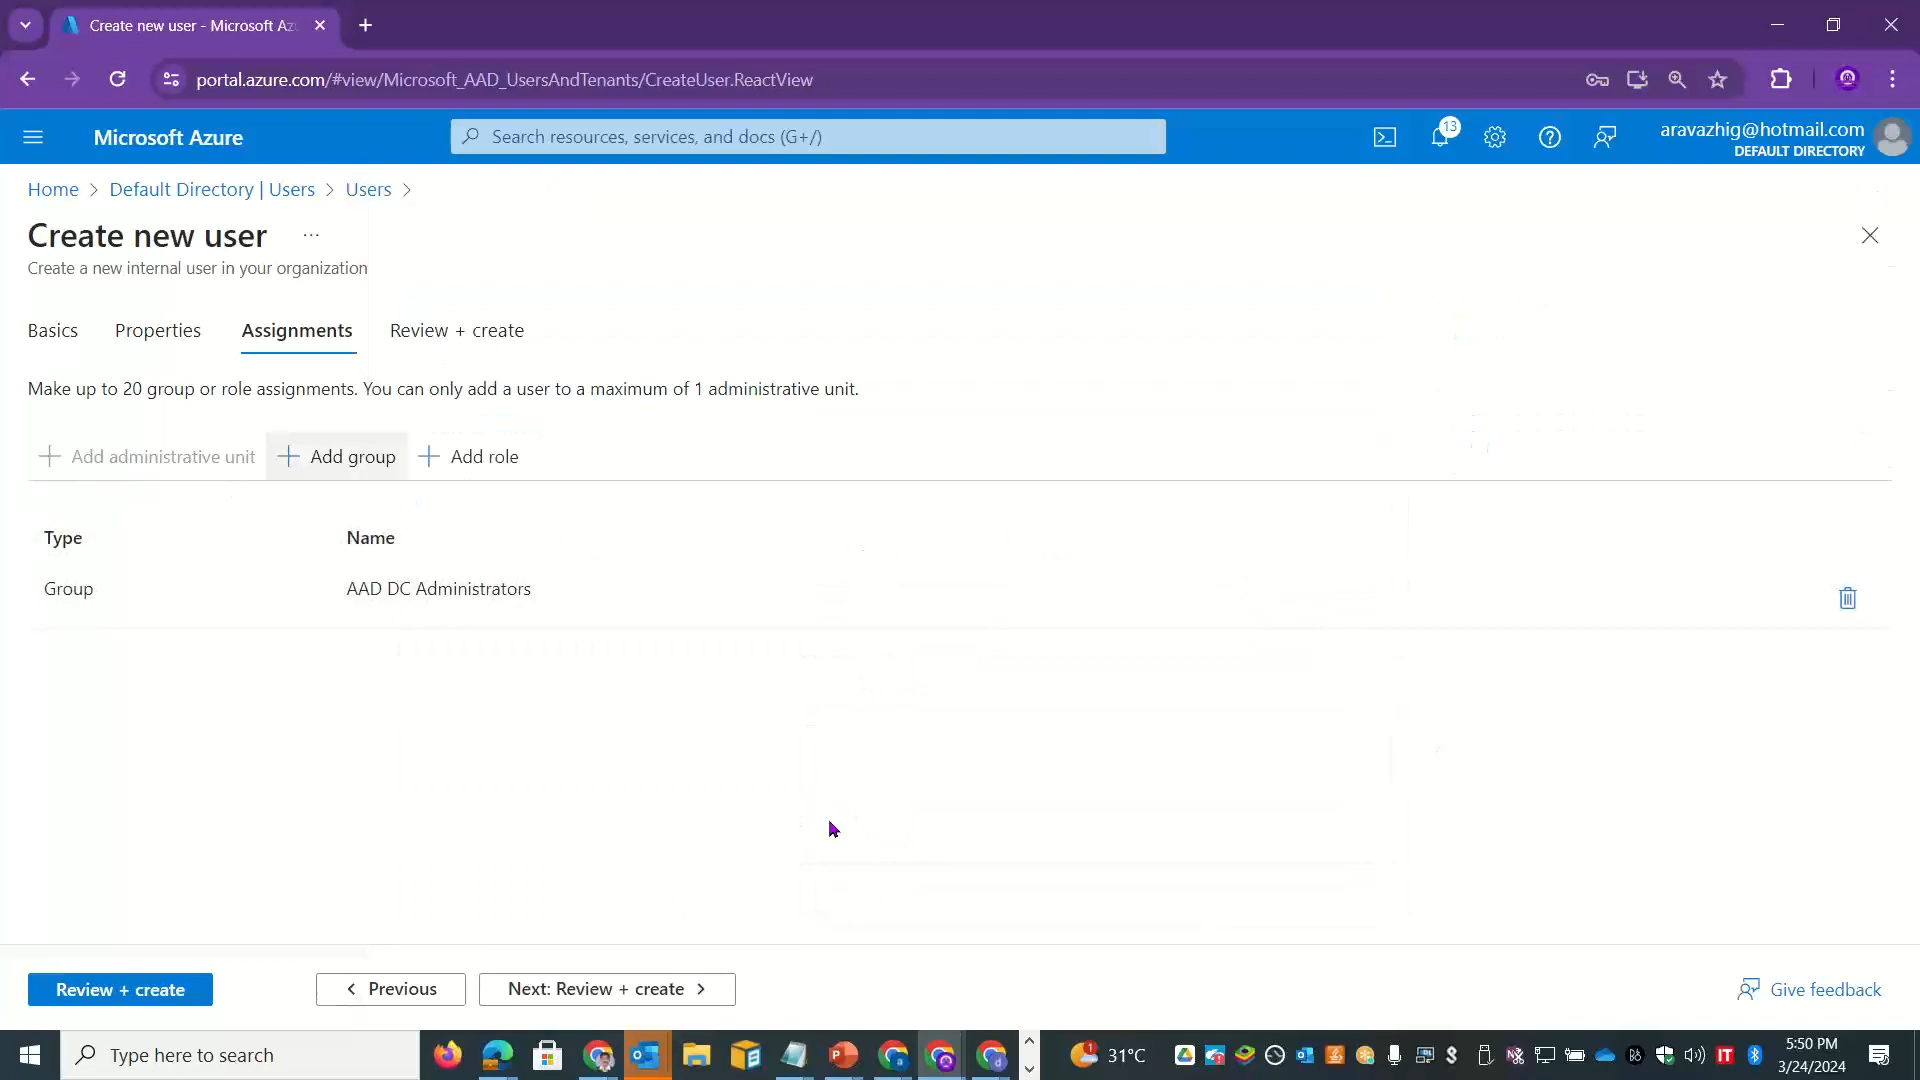 Create new user - Microsoft Az
portal.azure.com/#view/Microsoft_AAD_UsersAndTenants/CreateUser.ReactView
Microsoft Azure
Search resources, services, and docs (G+/)
13
aravazhig@hotmail.com
DEFAULT DIRECTORY
Home > Default Directory | Users > Users >
Create new user ...
Create a new internal user in your organization
Basics Properties Assignments Review + create
Make up to 20 group or role assignments. You can only add a user to a maximum of 1 administrative unit.
Add administrative unit Add group Add role
Type Name
Group AAD DC Administrators
Review + create < Previous Next: Review + create >
Give feedback
Type here to search
31°C
5:50 PM
3/24/2024